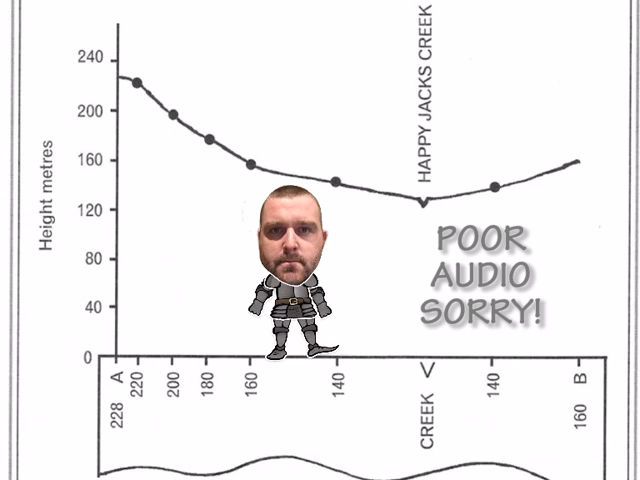 HAPPY JACKS CREEK
Height metres
240
200
160
120
80
40
0
POOR
AUDIO
SORRY!
A
220
200
180
160
140
<
140
B
228
CREEK
160